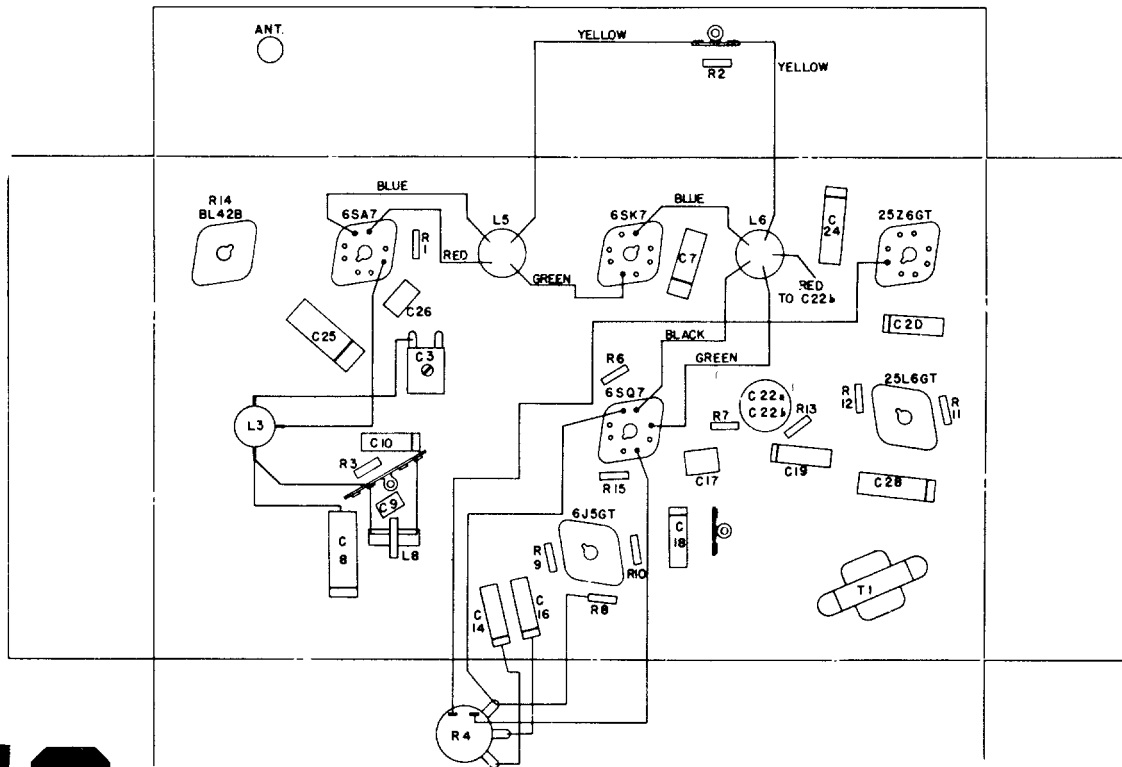 ANT.
YELLOW
R2
YELLOW
R14
BL42B
BLUE
6SA7
R
1
RED
L5
GREEN
6SK7
BLUE
C7
L6
C
24
25Z6GT
RED
TO C22b
C25
C26
C3
BLACK
GREEN
C20
R6
6SQ7
R7
C22a
C22b
R13
R
12
25L6GT
R
11
L3
C10
R3
C9
R15
C17
C19
C28
C
8
L8
6J5GT
R
9
R10
C
18
T1
C
14
C
16
R8
R4